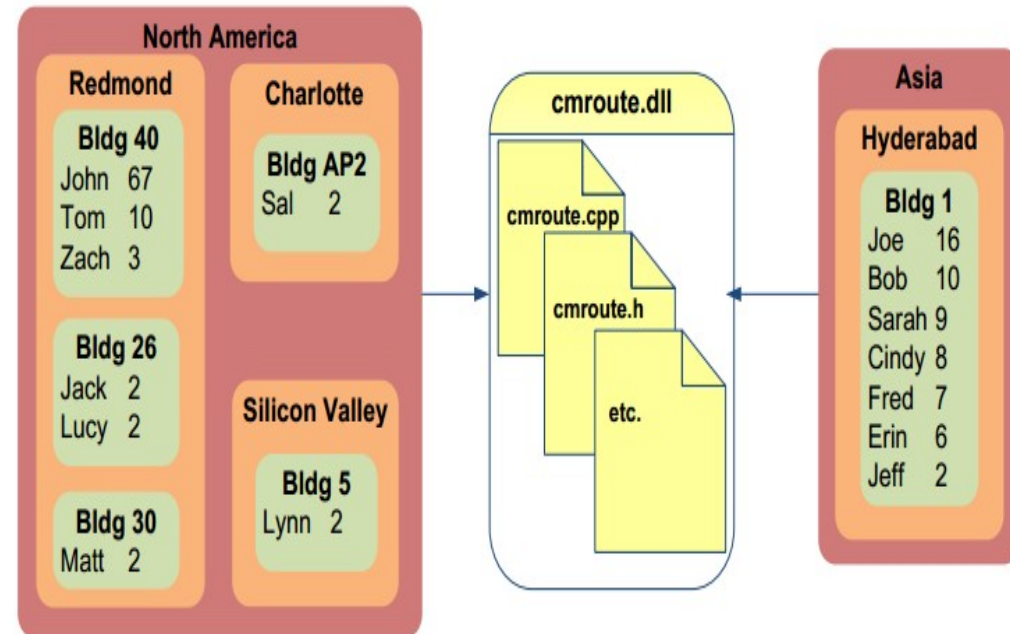 North America
Redmond
Bldg 40
John 67
Tom 10
Zach 3
Bldg 26
Jack 2
Lucy 2
Bldg 30
Matt 2
Charlotte
Bldg AP2
Sal 2
Silicon Valley
Bldg 5
Lynn 2
cmroute.dll
cmroute.cpp
cmroute.h
etc.
Asia
Hyderabad
Bldg 1
Joe 16
Bob 10
Sarah 9
Cindy 8
Fred 7
Erin 6
Jeff 2